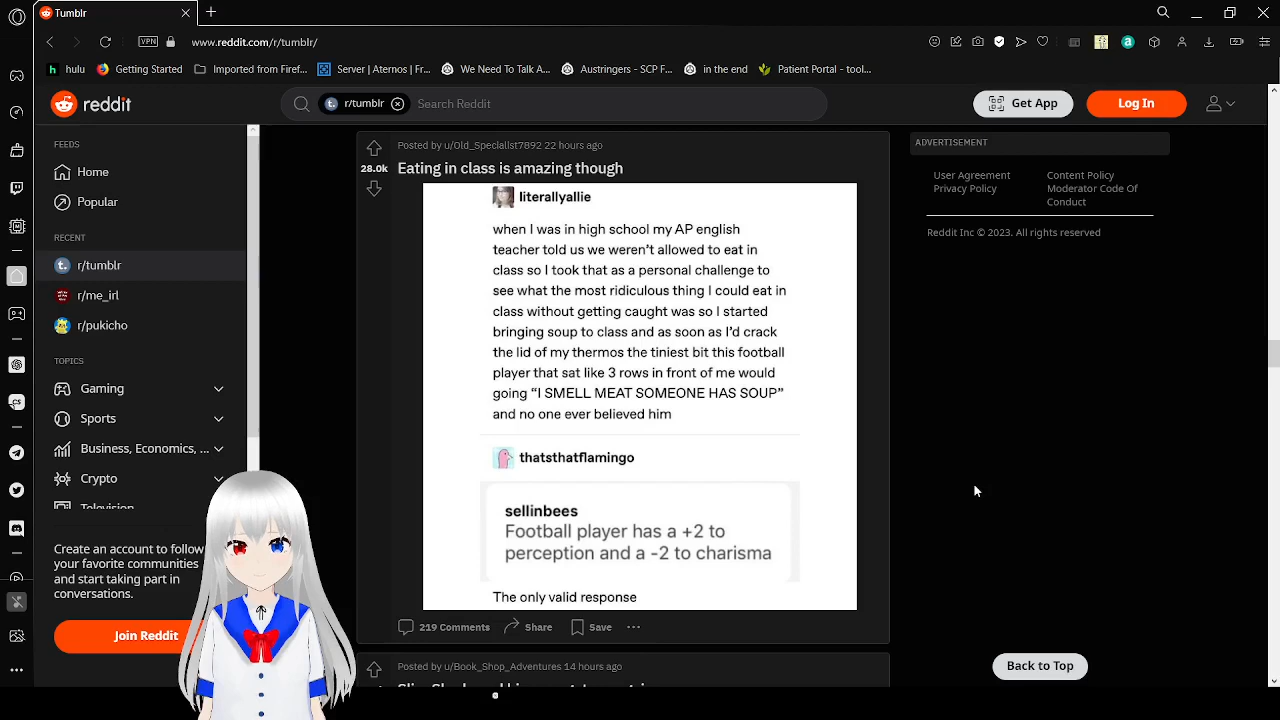 Tumblr
www.reddit.com/r/tumblr/
VPN
hulu
Getting Started
Imported from Firef...
Server | Aternos | Fr...
We Need To Talk A...
Austringers - SCP F...
in the end
Patient Portal - tool...
reddit
r/tumblr
Search Reddit
Get App
Log In
FEEDS
Home
Popular
RECENT
r/tumblr
r/me_irl
r/pukicho
TOPICS
Gaming
Sports
Business, Economics, ...
Crypto
Television
Create an account to follow
your favorite communities
and start taking part in
conversations.
Join Reddit
Posted by u/Old_Specialist7892 22 hours ago
28.0k
Eating in class is amazing though
literallyallie
when I was in high school my AP english
teacher told us we weren't allowed to eat in
class so I took that as a personal challenge to
see what the most ridiculous thing I could eat in
class without getting caught was so I started
bringing soup to class and as soon as I'd crack
the lid of my thermos the tiniest bit this football
player that sat like 3 rows in front of me would
going "I SMELL MEAT SOMEONE HAS SOUP"
and no one ever believed him
thatsthatflamingo
sellinbees
Football player has a +2 to
perception and a -2 to charisma
The only valid response
219 Comments
Share
Save
Posted by u/Book_Shop_Adventures 14 hours ago
ADVERTISEMENT
User Agreement
Privacy Policy
Content Policy
Moderator Code Of
Conduct
Reddit Inc © 2023. All rights reserved
Back to Top